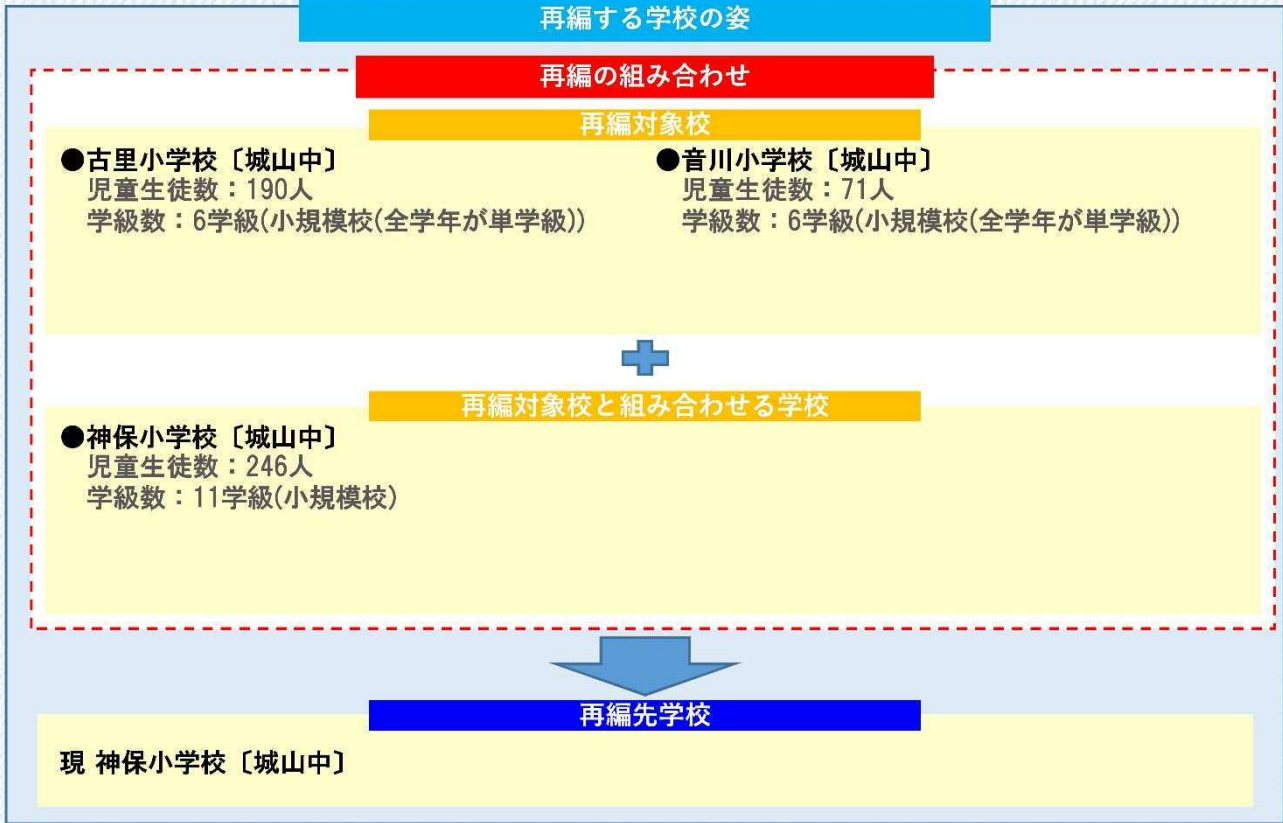 再編する学校の姿
再編の組み合わせ
再編対象校
●古里小学校〔城山中〕
児童生徒数：190人
学級数：6学級(小規模校(全学年が単学級))
●音川小学校〔城山中〕
児童生徒数：71人
学級数：6学級(小規模校(全学年が単学級))
再編対象校と組み合わせる学校
●神保小学校〔城山中〕
児童生徒数：246人
学級数：11学級(小規模校)
再編先学校
現 神保小学校〔城山中〕